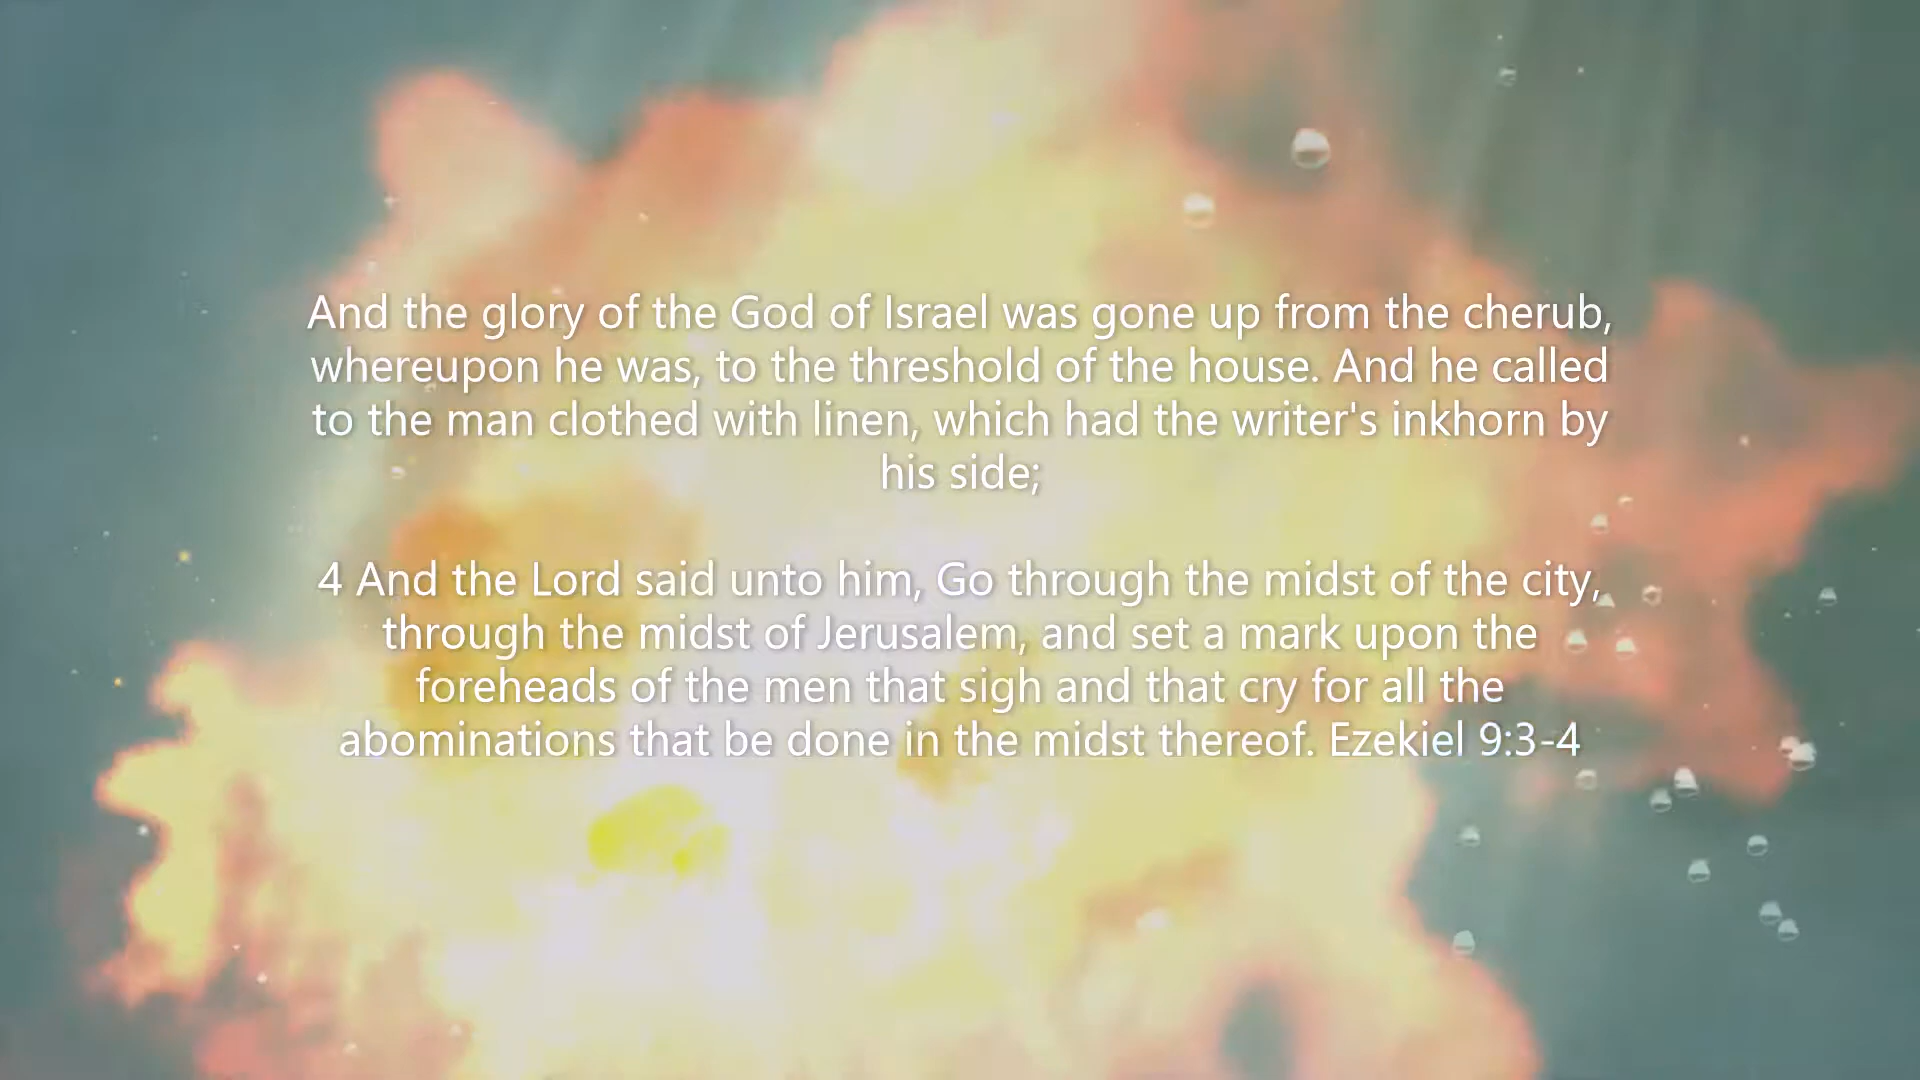 And the glory of the God of Israel was gone up from the cherub,
whereupon he was, to the threshold of the house. And he called
to the man clothed with linen, which had the writer's inkhorn by
his side;
4 And the Lord said unto him, Go through the midst of the city,
through the midst of Jerusalem, and set a mark upon the
foreheads of the men that sigh and that cry for all the
abominations that be done in the midst thereof. Ezekiel 9:3-4